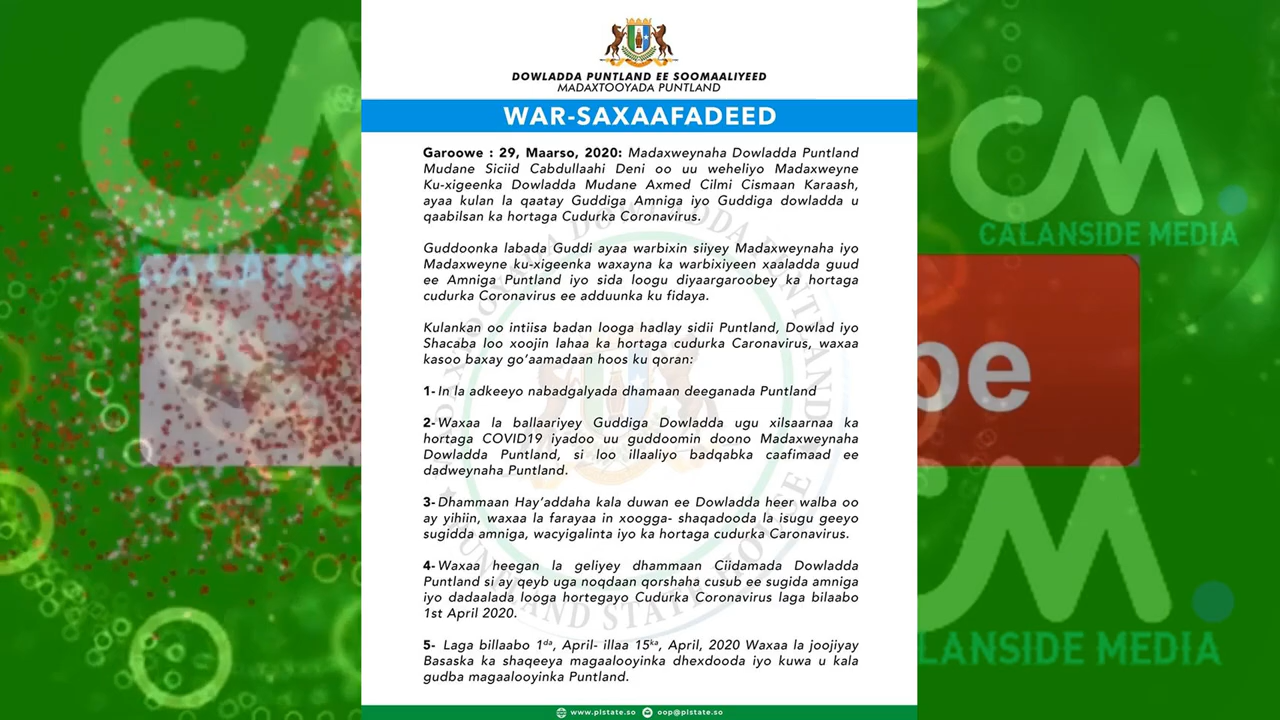 DOWLADDA PUNTLAND EE SOOMAALIYEED
MADAXTOOYADA PUNTLAND
WAR-SAXAAFADEED
Garoowe : 29, Maarso, 2020: Madaxweynaha Dowladda Puntland
Mudane Siciid Cabdullaahi Deni oo uu weheliyo Madaxweyne
Ku-xigeenka Dowladda Mudane Axmed Cilmi Cismaan Karaash,
ayaa kulan la qaatay Guddiga Amniga iyo Guddiga dowladda u
qaabilsan ka hortaga Cudurka Coronavirus.
Guddoonka labada Guddi ayaa warbixin siiyey Madaxweynaha iyo
Madaxweyne ku-xigeenka waxayna ka warbixiyeen xaaladda guud
ee Amniga Puntland iyo sida loogu diyaargaroobey ka hortaga
cudurka Coronavirus ee adduunka ku fidaya.
Kulankan oo intiisa badan looga hadlay sidii Puntland, Dowlad iyo
Shacaba loo xoojin lahaa ka hortaga cudurka Caronavirus, waxaa
kasoo baxay go'aamadaan hoos ku qoran:
1- In la adkeeyo nabadgalyada dhamaan deeganada Puntland
2- Waxaa la ballaariyey Guddiga Dowladda ugu xilsaarnaa ka
hortaga COVID19 iyadoo uu guddoomin doono Madaxweynaha
Dowladda Puntland, si loo illaaliyo badqabka caafimaad ee
dadweynaha Puntland.
3- Dhammaan Hay'addaha kala duwan ee Dowladda heer walba oo
ay yihiin, waxaa la farayaa in xoogga- shaqadooda la isugu geeyo
sugidda amniga, wacyigalinta iyo ka hortaga cudurka Caronavirus.
4- Waxaa heegan la geliyey dhammaan Ciidamada Dowladda
Puntland si ay qeyb uga noqdaan qorshaha cusub ee sugida amniga
iyo dadaalada looga hortegayo Cudurka Coronavirus laga bilaabo
1st April 2020.
5- Laga billaabo 1da, April- illaa 15ka, April, 2020 Waxaa la joojiyay
Basaska ka shaqeeya magaalooyinka dhexdooda iyo kuwa u kala
gudba magaalooyinka Puntland.
www.plstate.so oop@plstate.so
CM.
CALANSIDE MEDIA
be
CM.
ALANSIDE MEDIA